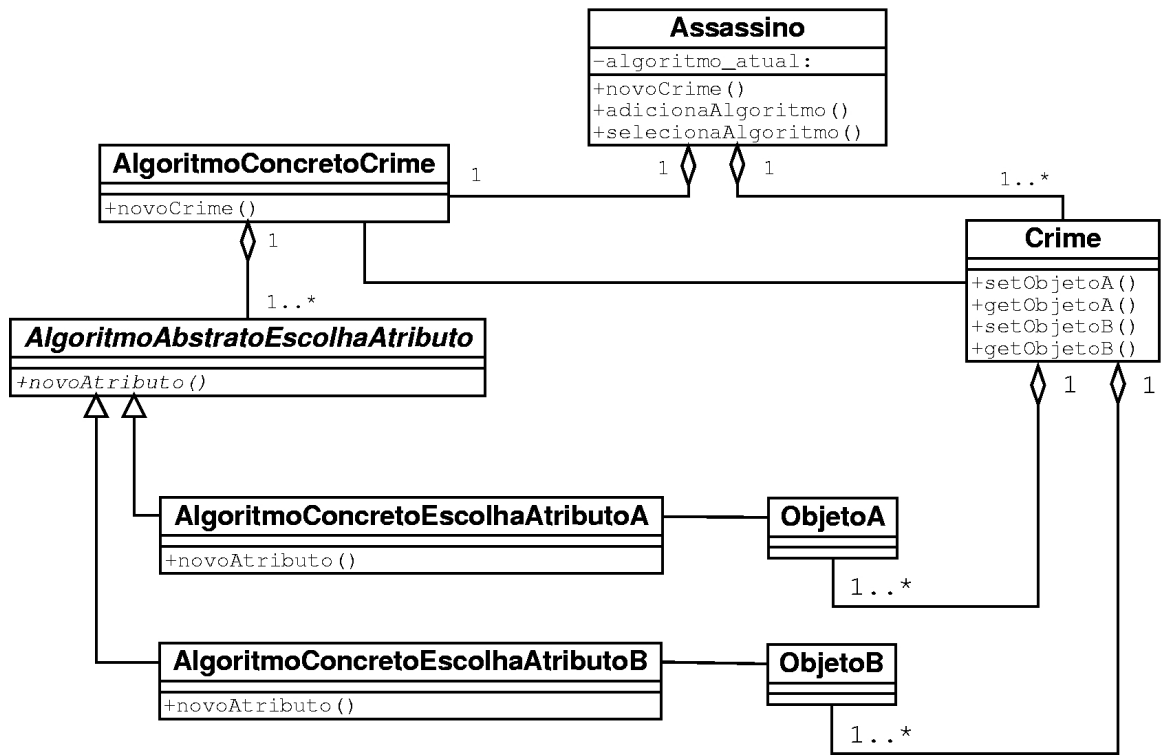 Assassino
-algoritmo_atual:
+novoCrime()
+adicionaAlgoritmo()
+selecionaAlgoritmo()
1
1
AlgoritmoConcretoCrime
+novoCrime()
1
1
1..*
Crime
+setObjetoA()
+getObjetoA()
+setObjetoB()
+getObjetoB()
1..*
AlgoritmoAbstratoEscolhaAtributo
+novoAtributo()
1
1
AlgoritmoConcretoEscolhaAtributoA
+novoAtributo()
ObjetoA
1..*
AlgoritmoConcretoEscolhaAtributoB
+novoAtributo()
ObjetoB
1..*